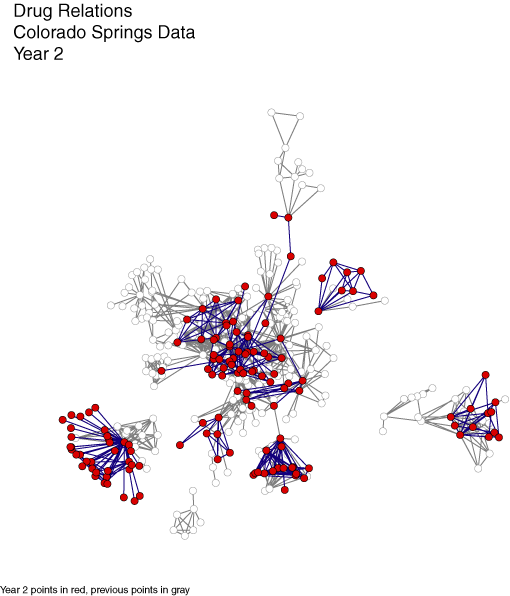 Drug Relations
Colorado Springs Data
Year 2
Year 2 points in red, previous points in gray